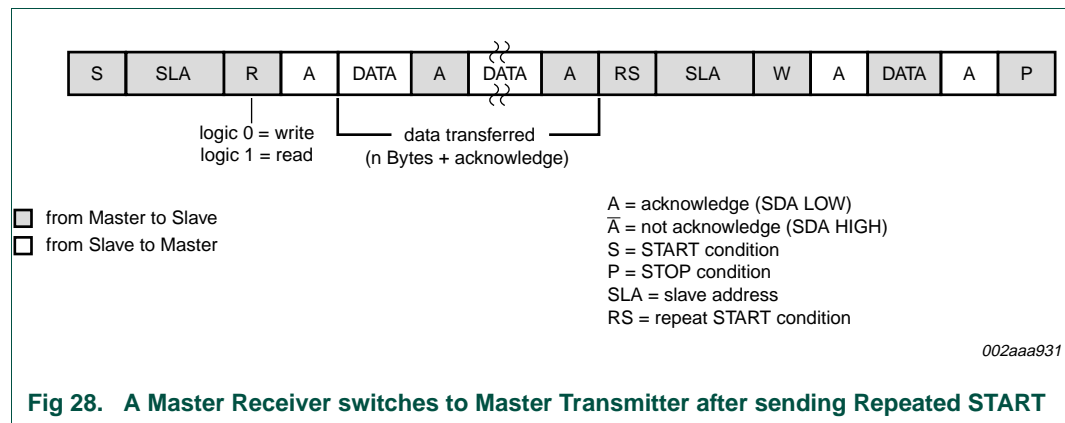 S SLA R A DATA A DATA A RS SLA W A DATA A P
logic 0 = write
logic 1 = read
data transferred
(n Bytes + acknowledge)
from Master to Slave
from Slave to Master
A = acknowledge (SDA LOW)
A̅ = not acknowledge (SDA HIGH)
S = START condition
P = STOP condition
SLA = slave address
RS = repeat START condition
002aaa931
Fig 28. A Master Receiver switches to Master Transmitter after sending Repeated START